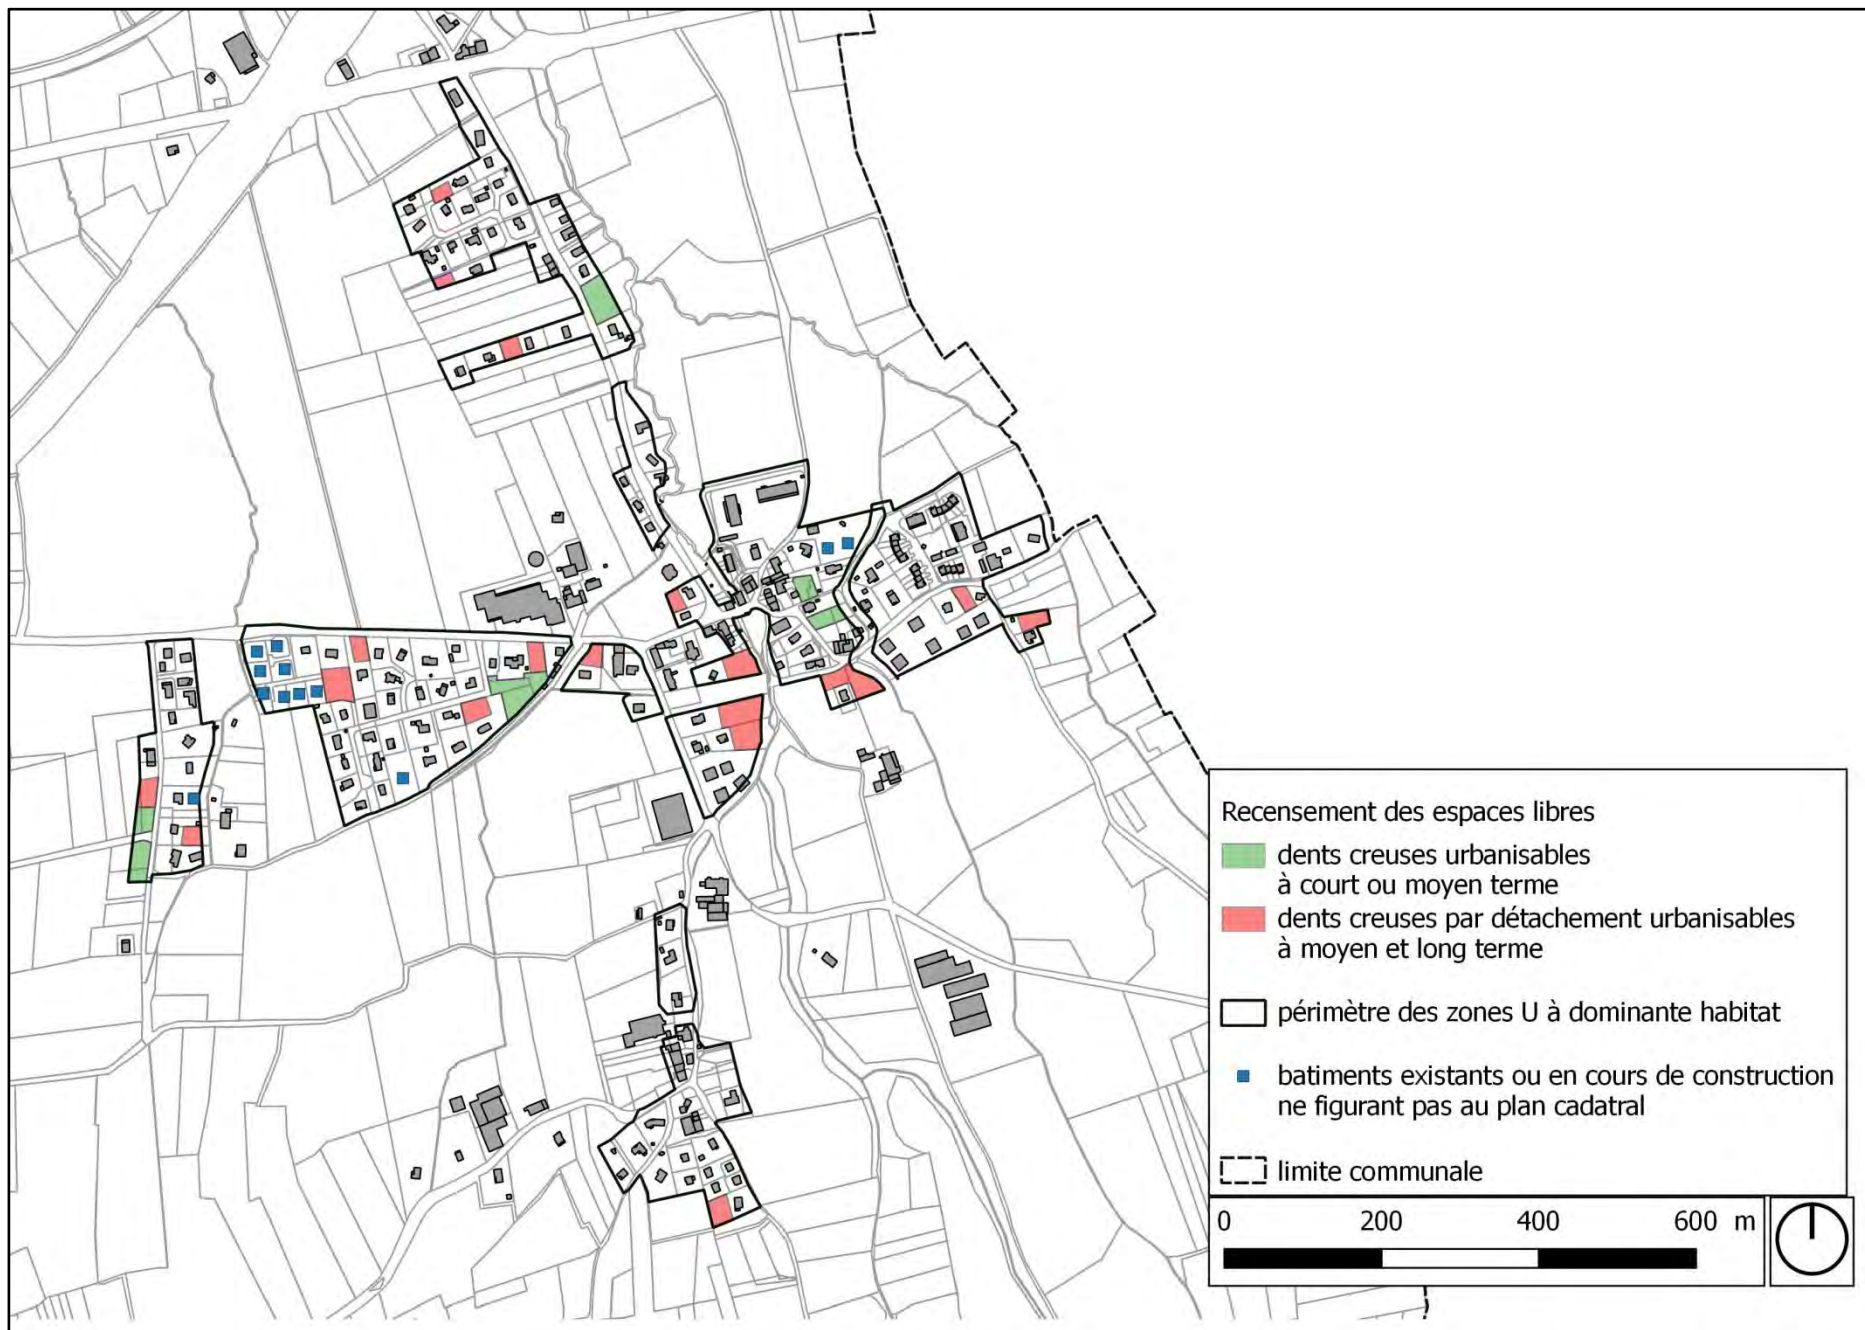 Recensement des espaces libres
dents creuses urbanisables
à court ou moyen terme
dents creuses par détachement urbanisables
à moyen et long terme
périmètre des zones U à dominante habitat
batiments existants ou en cours de construction
ne figurant pas au plan cadatral
limite communale
0 200 400 600 m